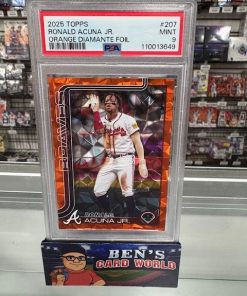 2025 TOPPS #207
RONALD ACUNA JR. MINT
ORANGE DIAMANTE FOIL 9
PSA 110013649
BRAVES
RONALD
ACUNA JR.
BEN'S
CARD WORLD